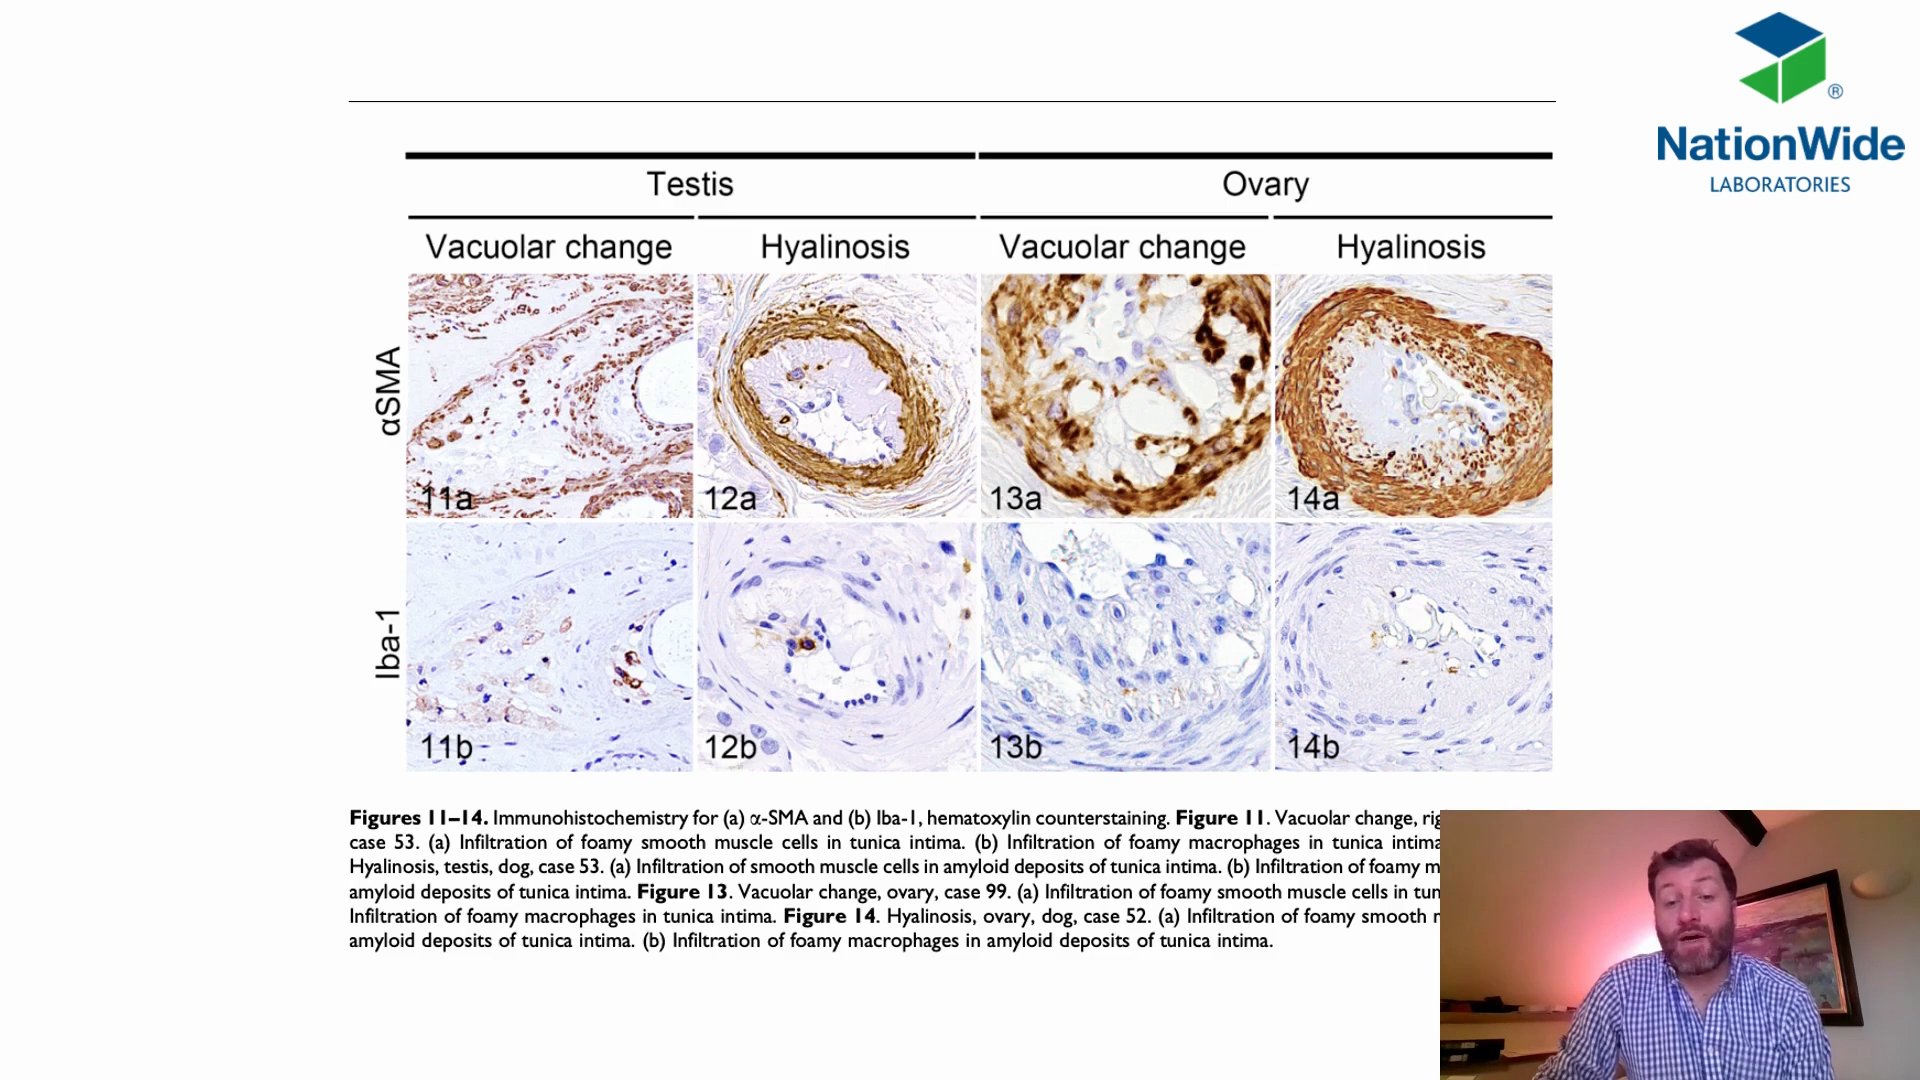 ®
NationWide
LABORATORIES
Testis Ovary
Vacuolar change Hyalinosis Vacuolar change Hyalinosis
αSMA
11a 12a 13a 14a
Iba-1
11b 12b 13b 14b
Figures 11–14. Immunohistochemistry for (a) α-SMA and (b) Iba-1, hematoxylin counterstaining. Figure 11. Vacuolar change,
case 53. (a) Infiltration of foamy smooth muscle cells in tunica intima. (b) Infiltration of foamy macrophages in tunica intima
Hyalinosis, testis, dog, case 53. (a) Infiltration of smooth muscle cells in amyloid deposits of tunica intima. (b) Infiltration of foamy
amyloid deposits of tunica intima. Figure 13. Vacuolar change, ovary, case 99. (a) Infiltration of foamy smooth muscle cells in
Infiltration of foamy macrophages in tunica intima. Figure 14. Hyalinosis, ovary, dog, case 52. (a) Infiltration of foamy smooth
amyloid deposits of tunica intima. (b) Infiltration of foamy macrophages in amyloid deposits of tunica intima.